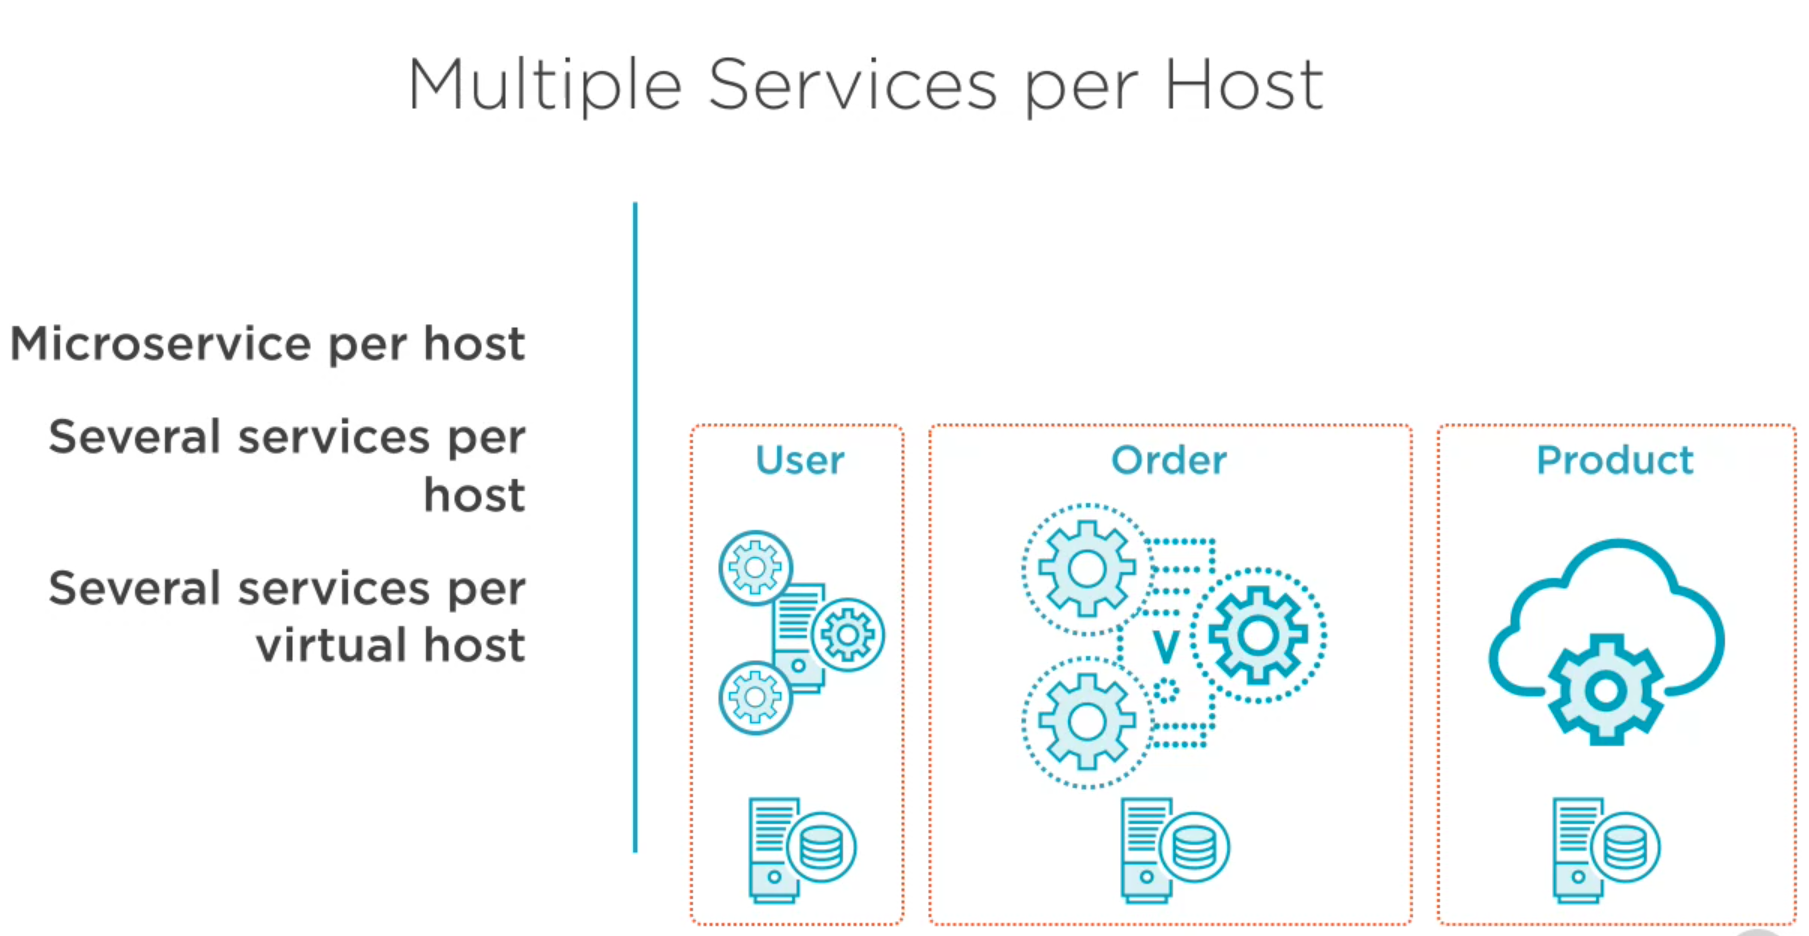 Multiple Services per Host
Microservice per host
Several services per
host
Several services per
virtual host
User
Order
Product
V